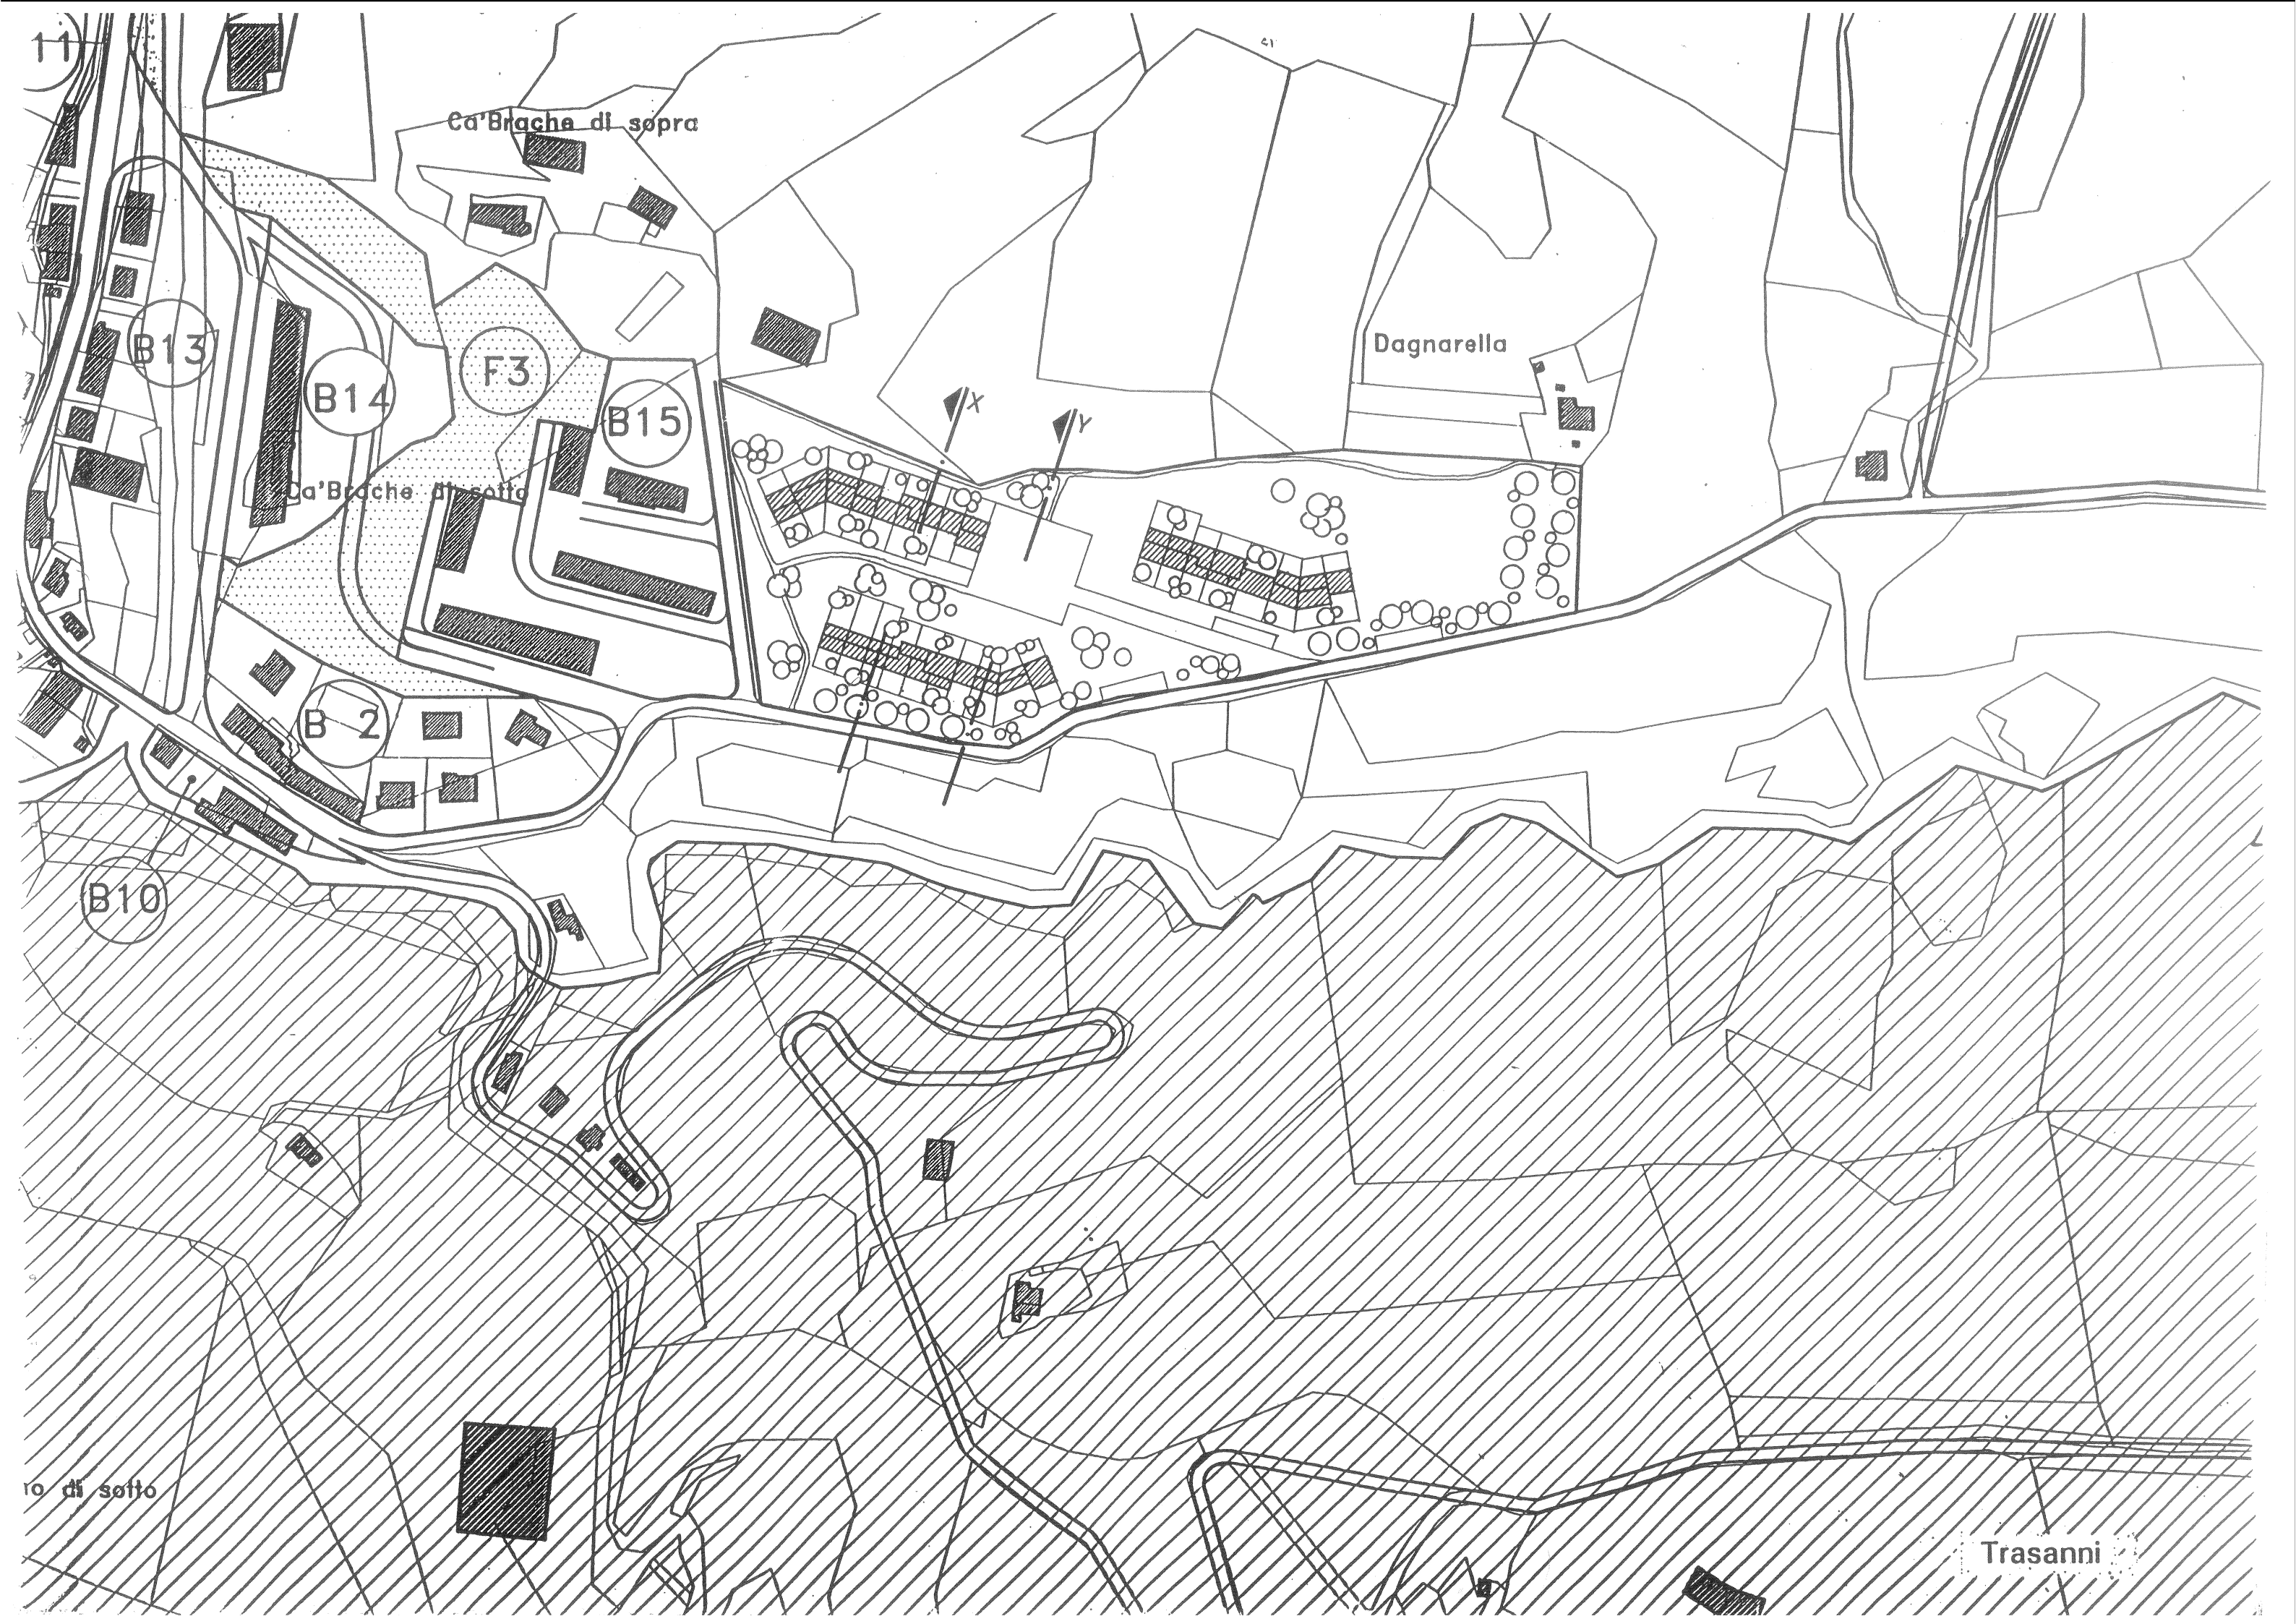 11
Ca'Brache di sopra
B13
B14
F3
B15
Dagnarella
X
Y
Ca'Brache di sotto
B 2
B10
di sotto
Trasanni